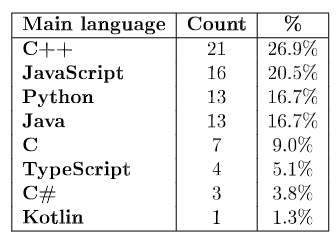 Main language Count %
C++ 21 26.9%
JavaScript 16 20.5%
Python 13 16.7%
Java 13 16.7%
C 7 9.0%
TypeScript 4 5.1%
C# 3 3.8%
Kotlin 1 1.3%